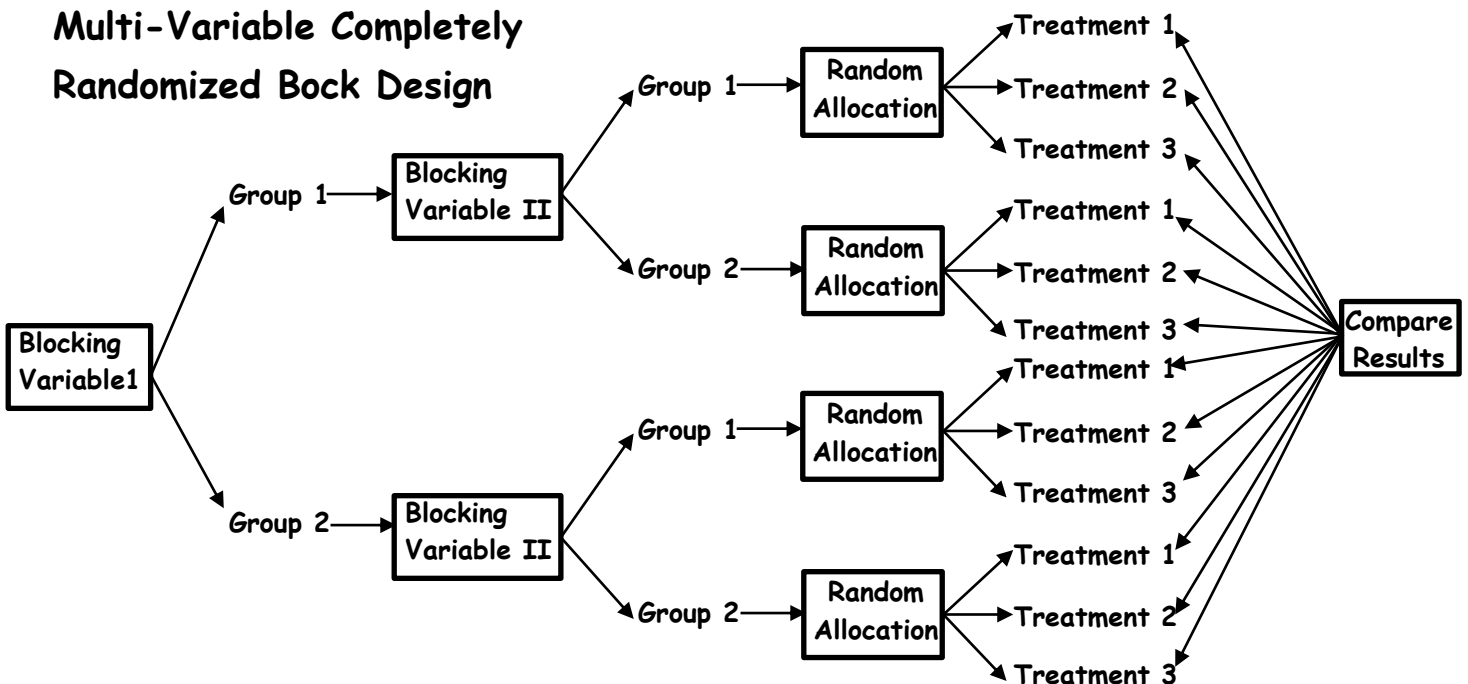 Multi-Variable Completely
Randomized Bock Design
Blocking
Variable1
Group 1
Group 2
Blocking
Variable II
Blocking
Variable II
Group 1
Group 2
Group 1
Group 2
Random
Allocation
Random
Allocation
Random
Allocation
Random
Allocation
Treatment 1
Treatment 2
Treatment 3
Treatment 1
Treatment 2
Treatment 3
Treatment 1
Treatment 2
Treatment 3
Treatment 1
Treatment 2
Treatment 3
Compare
Results